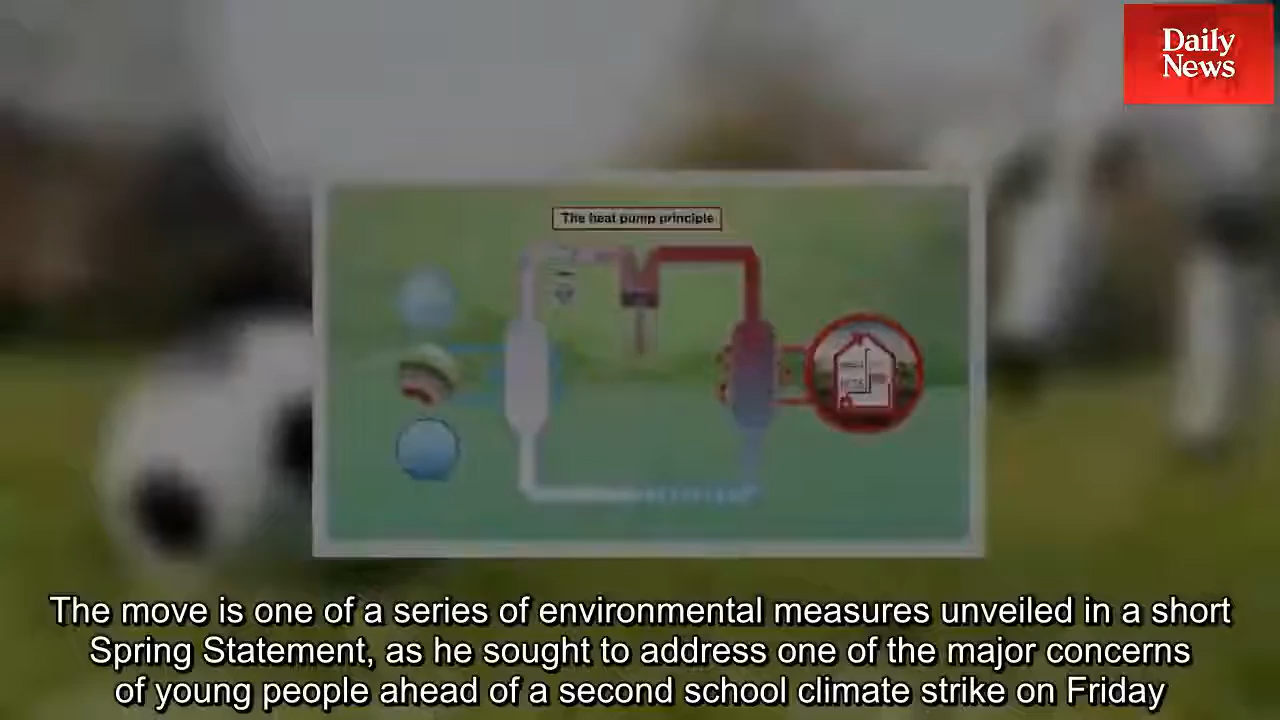 Daily
News
The heat pump principle
The move is one of a series of environmental measures unveiled in a short
Spring Statement, as he sought to address one of the major concerns
of young people ahead of a second school climate strike on Friday